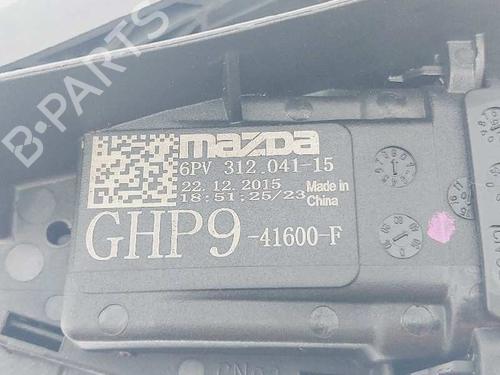 B-PARTS
mazda
6PV 312.041-15
22.12.2015
18:51:25/23
Made in
China
GHP9 -41600-F